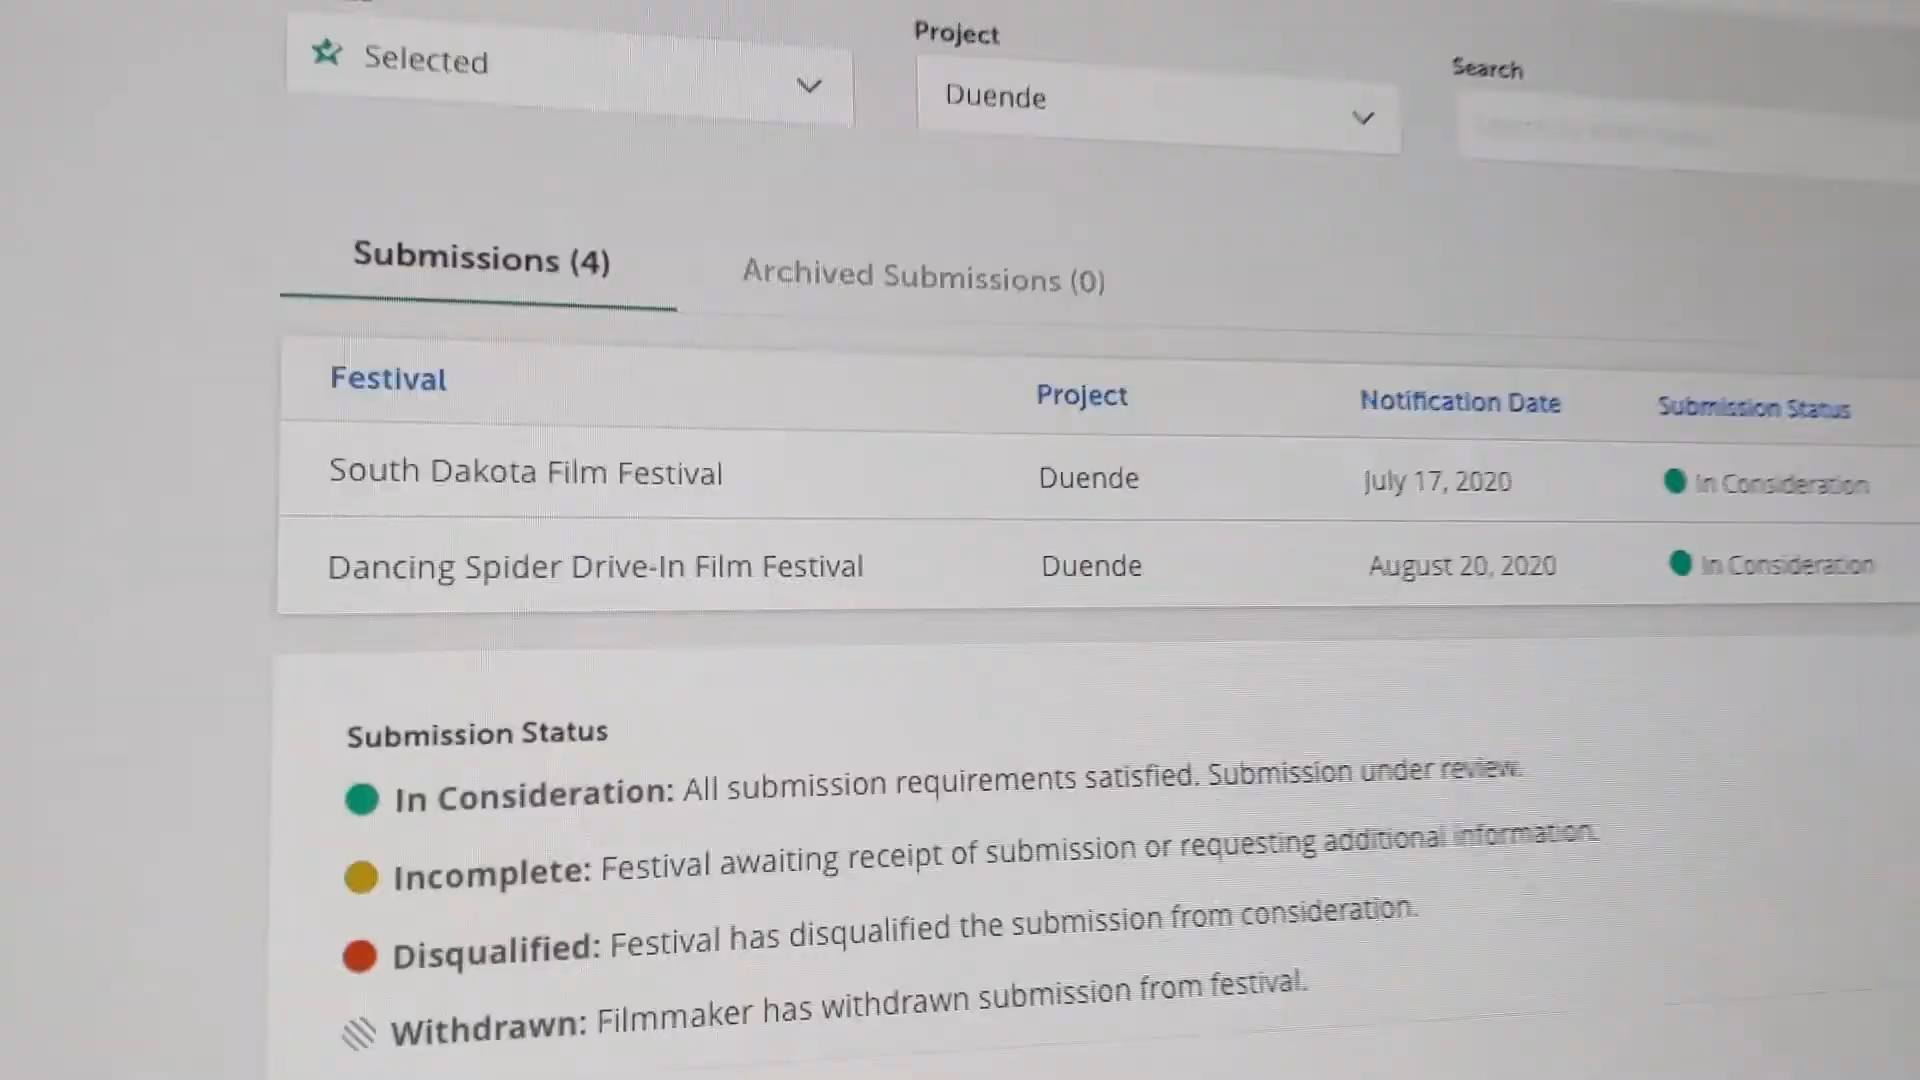 Project
Search
Selected
Duende
Submissions (4)
Archived Submissions (0)
Festival
Project
Notification Date
Submission Status
South Dakota Film Festival
Duende
July 17, 2020
In Consideration
Dancing Spider Drive-In Film Festival
Duende
August 20, 2020
In Consideration
Submission Status
In Consideration: All submission requirements satisfied. Submission under review.
Incomplete: Festival awaiting receipt of submission or requesting additional information.
Disqualified: Festival has disqualified the submission from consideration.
Withdrawn: Filmmaker has withdrawn submission from festival.